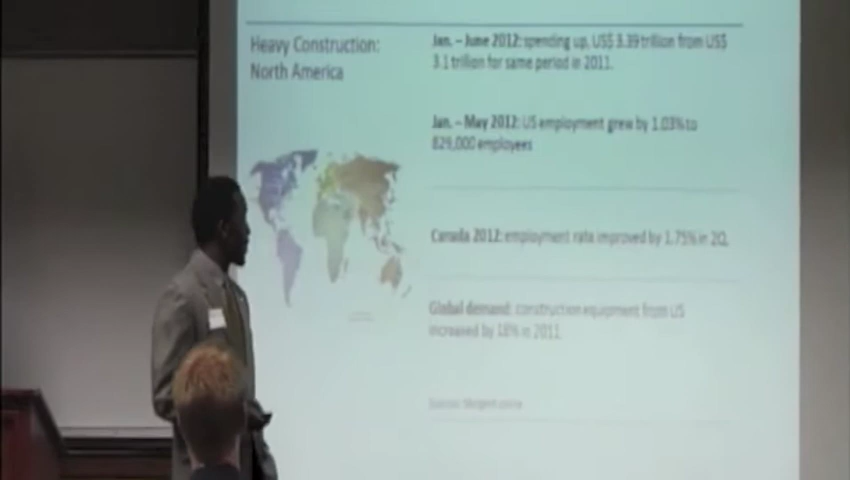 Heavy Construction:
North America
Jan. – June 2012: spending up, US$ 3.39 trillion from US$
3.1 trillion for same period in 2011.
Jan. – May 2012: US employment grew by 1.03% to
829,000 employees
Canada 2012: employment rate improved by 1.75% in 2Q.
Global demand: construction equipment from US
increased by 18% in 2011.
Source: